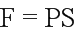 F = PS